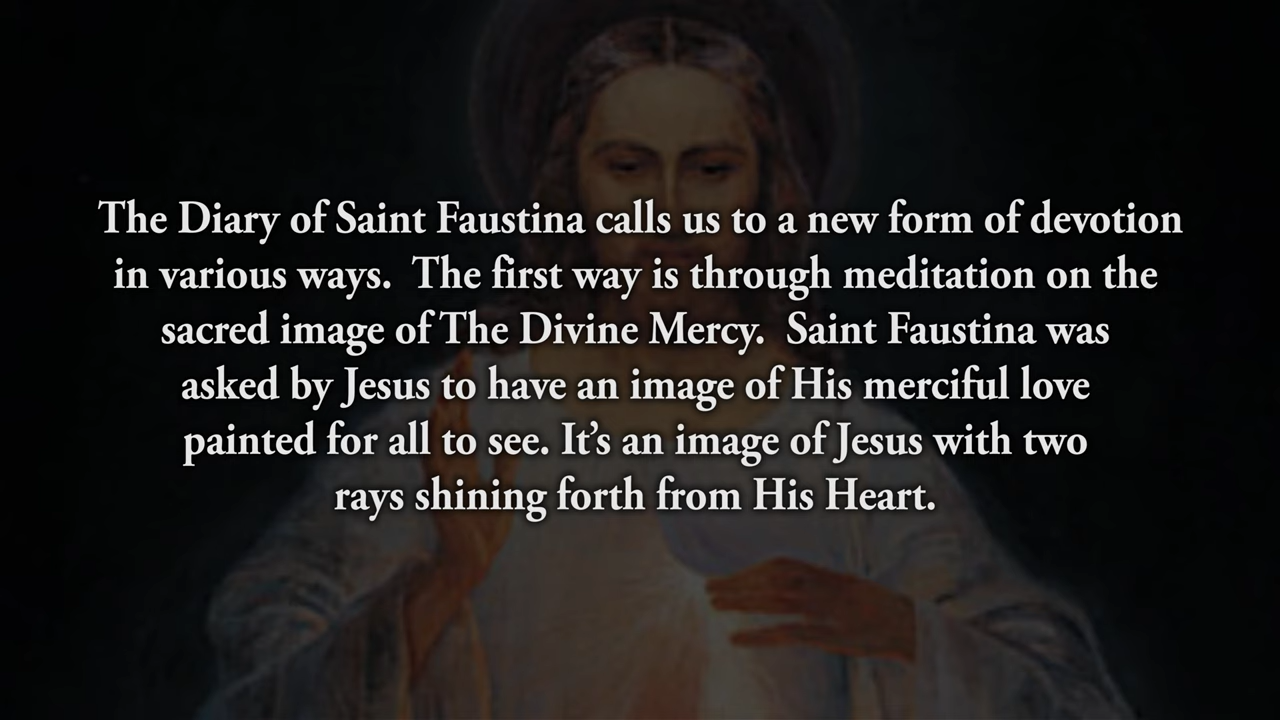 The Diary of Saint Faustina calls us to a new form of devotion
in various ways.  The first way is through meditation on the
sacred image of The Divine Mercy.  Saint Faustina was
asked by Jesus to have an image of His merciful love
painted for all to see. It’s an image of Jesus with two
rays shining forth from His Heart.